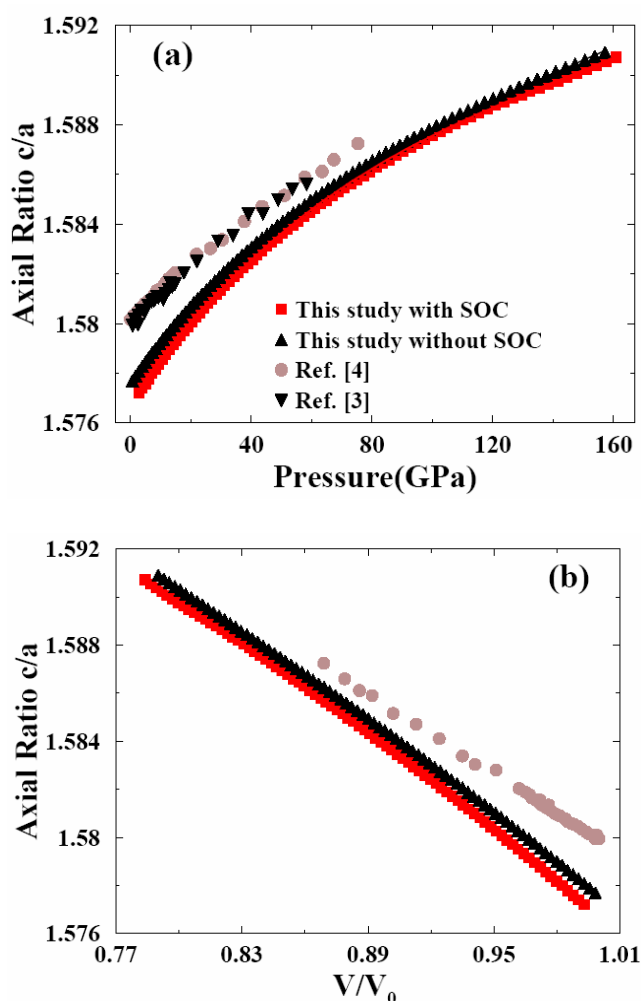 1.592
(a)
1.588
1.584
1.58
1.576
Axial Ratio c/a
This study with SOC
This study without SOC
Ref. [4]
Ref. [3]
0
40
80
120
160
Pressure(GPa)
1.592
(b)
1.588
1.584
1.58
1.576
Axial Ratio c/a
0.77
0.83
0.89
0.95
1.01
V/V₀